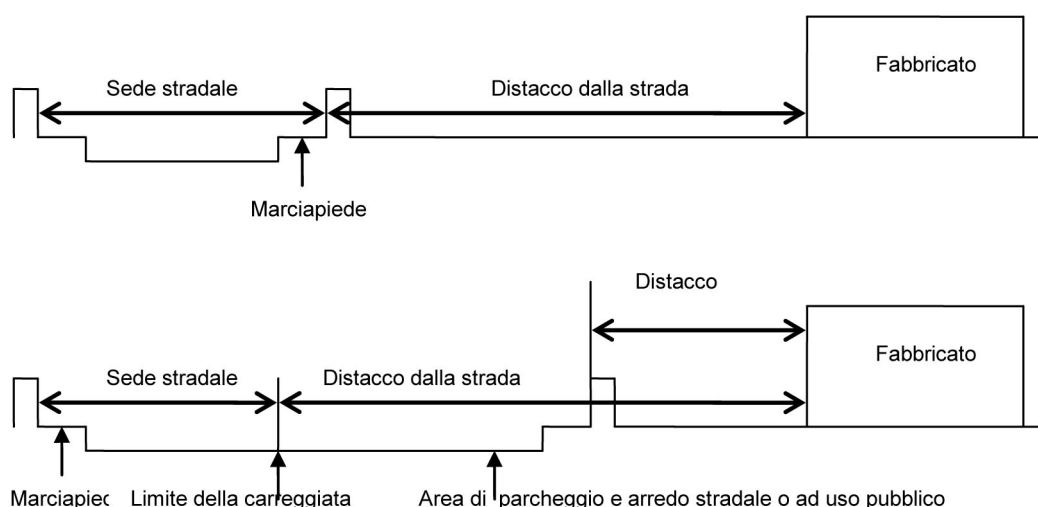 Fabbricato
Sede stradale
Distacco dalla strada
Marciapiede
Distacco
Fabbricato
Sede stradale
Distacco dalla strada
Marciapied
Limite della carreggiata
Area di parcheggio e arredo stradale o ad uso pubblico